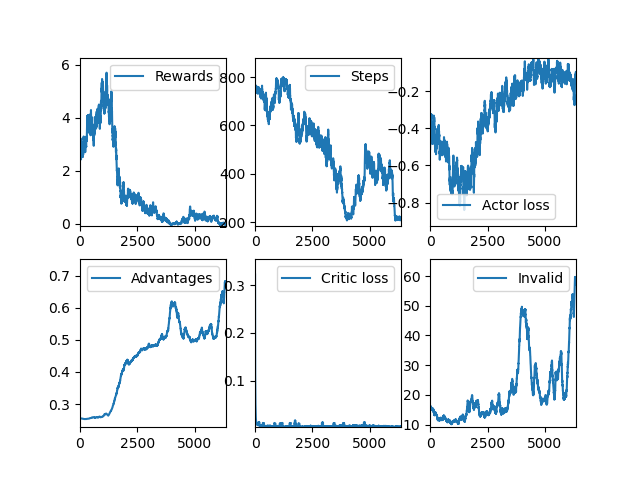 Rewards
6
4
2
0
0 2500 5000
Steps
800
600
400
200
0 2500 5000
Actor loss
−0.2
−0.4
−0.6
−0.8
0 2500 5000
Advantages
0.7
0.6
0.5
0.4
0.3
0 2500 5000
Critic loss
0.3
0.2
0.1
0 2500 5000
Invalid
60
50
40
30
20
10
0 2500 5000